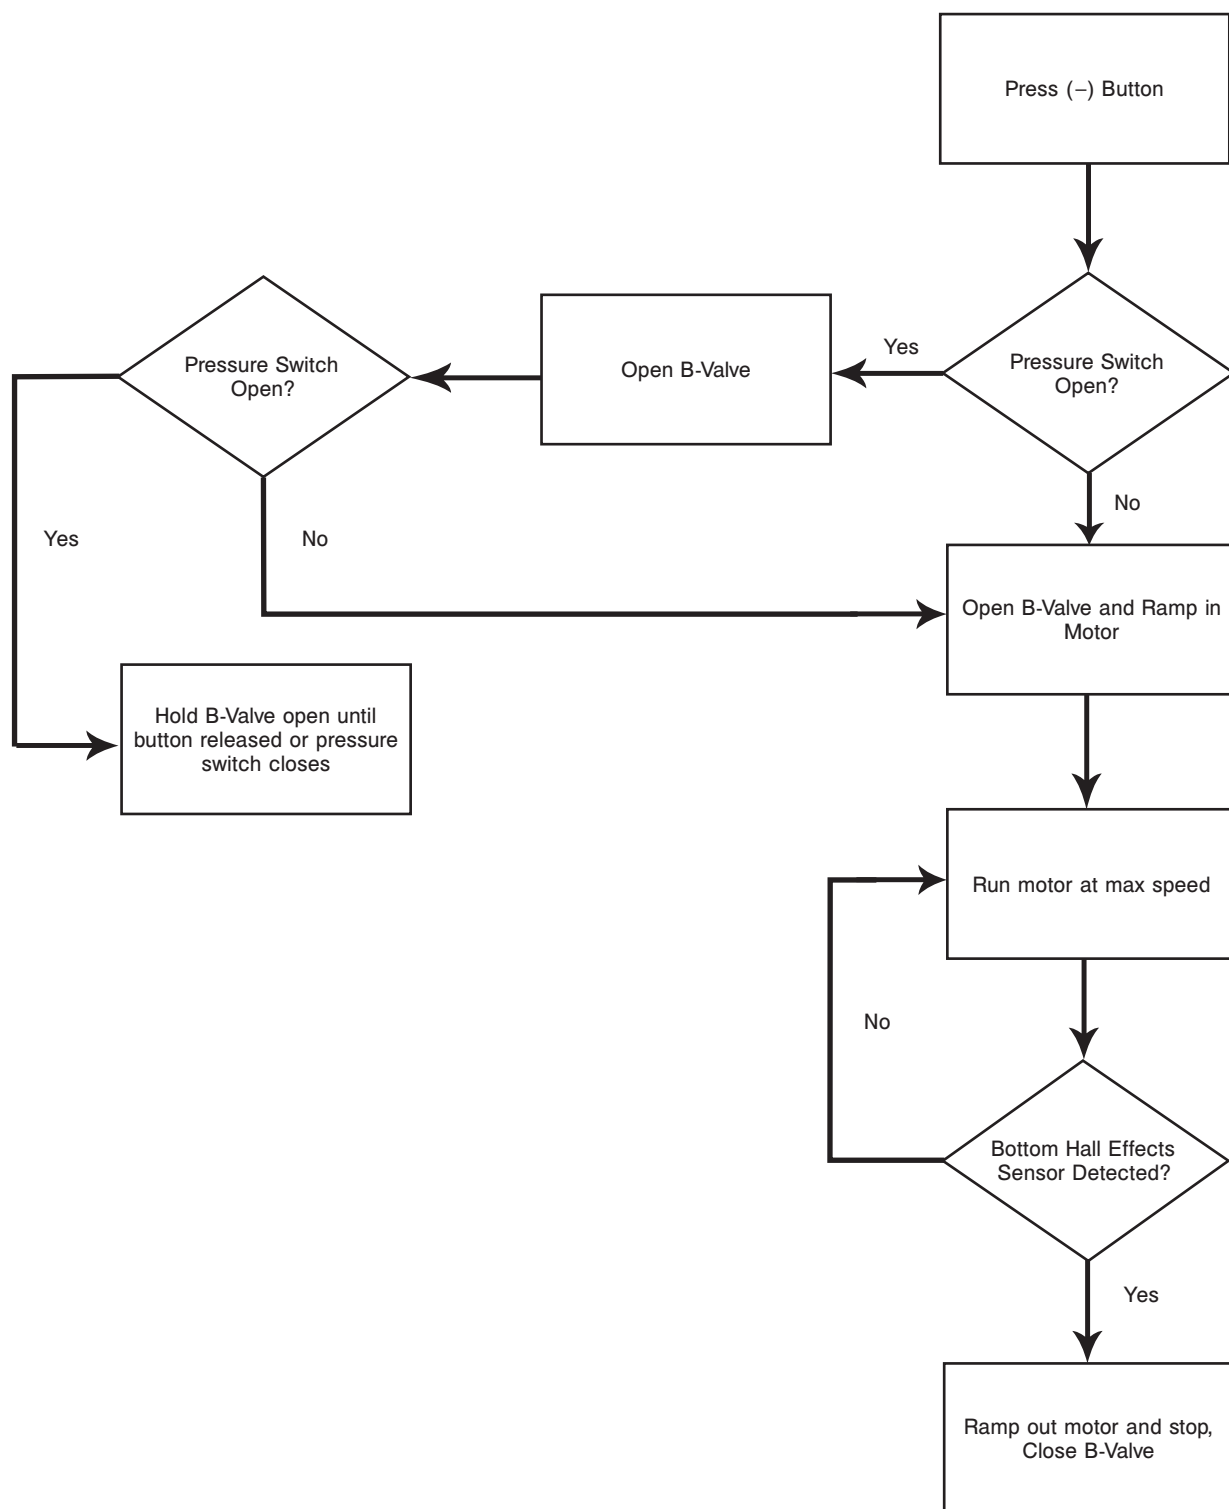 Press (–) Button
Pressure Switch
Open?
Yes
Open B-Valve
Pressure Switch
Open?
No
Yes
No
Open B-Valve and Ramp in
Motor
Hold B-Valve open until
button released or pressure
switch closes
Run motor at max speed
No
Bottom Hall Effects
Sensor Detected?
Yes
Ramp out motor and stop,
Close B-Valve